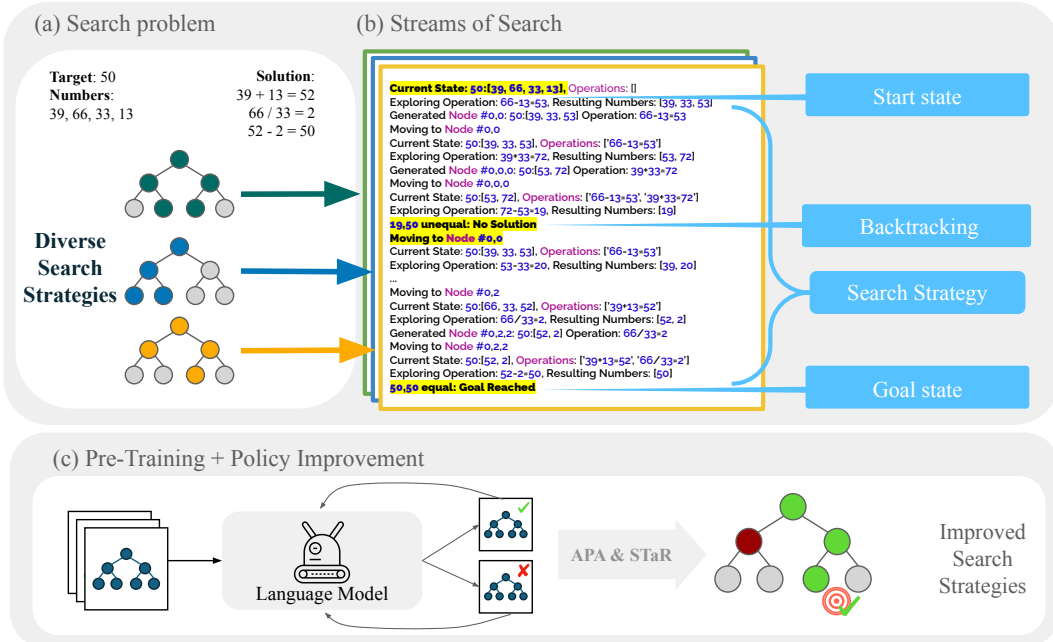 (a) Search problem
Target: 50
Numbers:
39, 66, 33, 13
Solution:
39 + 13 = 52
66 / 33 = 2
52 - 2 = 50
Diverse
Search
Strategies
(b) Streams of Search
Current State: 50:[39, 66, 33, 13], Operations: []
Exploring Operation: 66-13=53, Resulting Numbers: [39, 33, 53]
Generated Node #0,0: 50:[39, 33, 53] Operation: 66-13=53
Moving to Node #0,0
Current State: 50:[39, 33, 53], Operations: ['66-13=53']
Exploring Operation: 39+33=72, Resulting Numbers: [53, 72]
Generated Node #0,0,0: 50:[53, 72] Operation: 39+33=72
Moving to Node #0,0,0
Current State: 50:[53, 72], Operations: ['66-13=53', '39+33=72']
Exploring Operation: 72-53=19, Resulting Numbers: [19]
19,50 unequal: No Solution
Moving to Node #0,0
Current State: 50:[39, 33, 53], Operations: ['66-13=53']
Exploring Operation: 53-33=20, Resulting Numbers: [39, 20]
...
Moving to Node #0,2
Current State: 50:[66, 33, 52], Operations: ['39+13=52']
Exploring Operation: 66/33=2, Resulting Numbers: [52, 2]
Generated Node #0,2,2: 50:[52, 2] Operation: 66/33=2
Moving to Node #0,2,2
Current State: 50:[52, 2], Operations: ['39+13=52', '66/33=2']
Exploring Operation: 52-2=50, Resulting Numbers: [50]
50,50 equal: Goal Reached
Start state
Backtracking
Search Strategy
Goal state
(c) Pre-Training + Policy Improvement
Language Model
APA & STaR
Improved
Search
Strategies